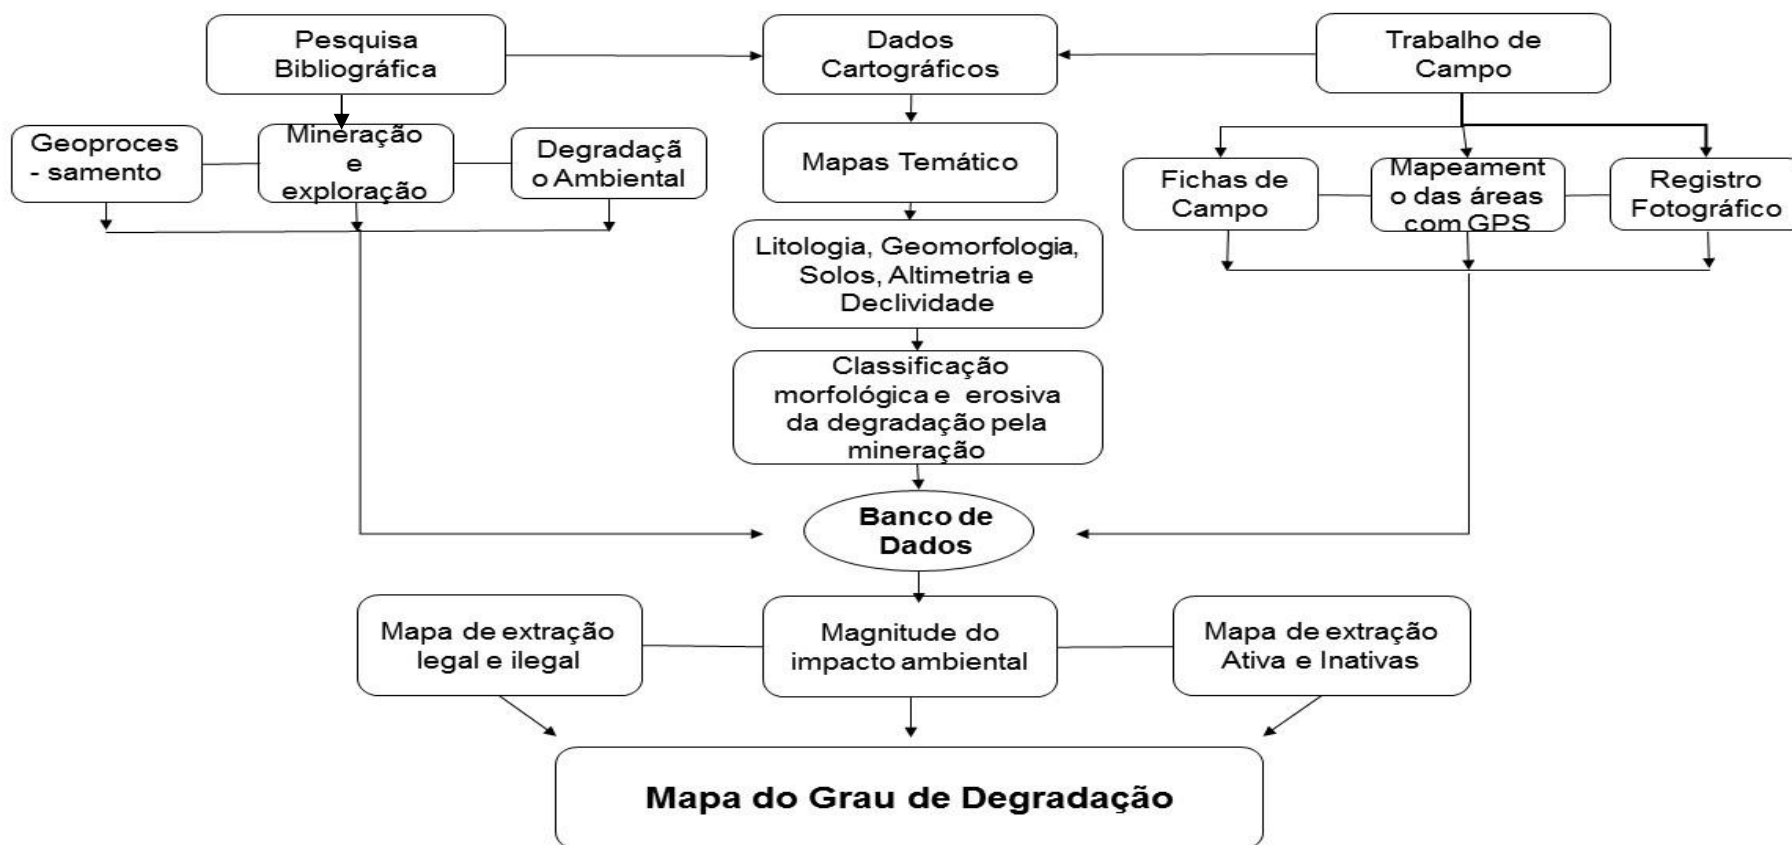 Pesquisa
Bibliográfica
Dados
Cartográficos
Trabalho de
Campo
Geoproces
- samento
Mineração
e
exploração
Degradaçã
o Ambiental
Mapas Temático
Fichas de
Campo
Mapeament
o das áreas
com GPS
Registro
Fotográfico
Litologia, Geomorfologia,
Solos, Altimetria e
Declividade
Classificação
morfológica e erosiva
da degradação pela
mineração
Banco de
Dados
Mapa de extração
legal e ilegal
Magnitude do
impacto ambiental
Mapa de extração
Ativa e Inativas
Mapa do Grau de Degradação